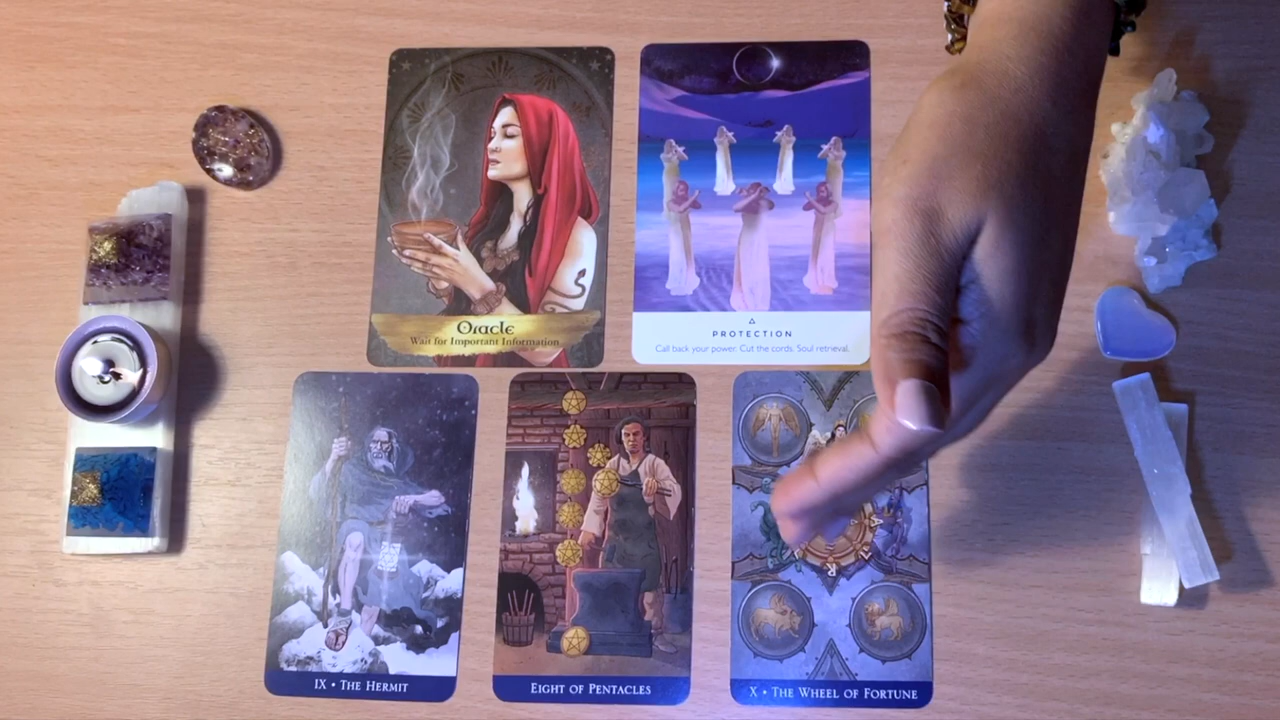 Oracle
Wait for Important Information
PROTECTION
Call back your power. Cut the cords. Soul retrieval.
IX • THE HERMIT
EIGHT OF PENTACLES
X • THE WHEEL OF FORTUNE